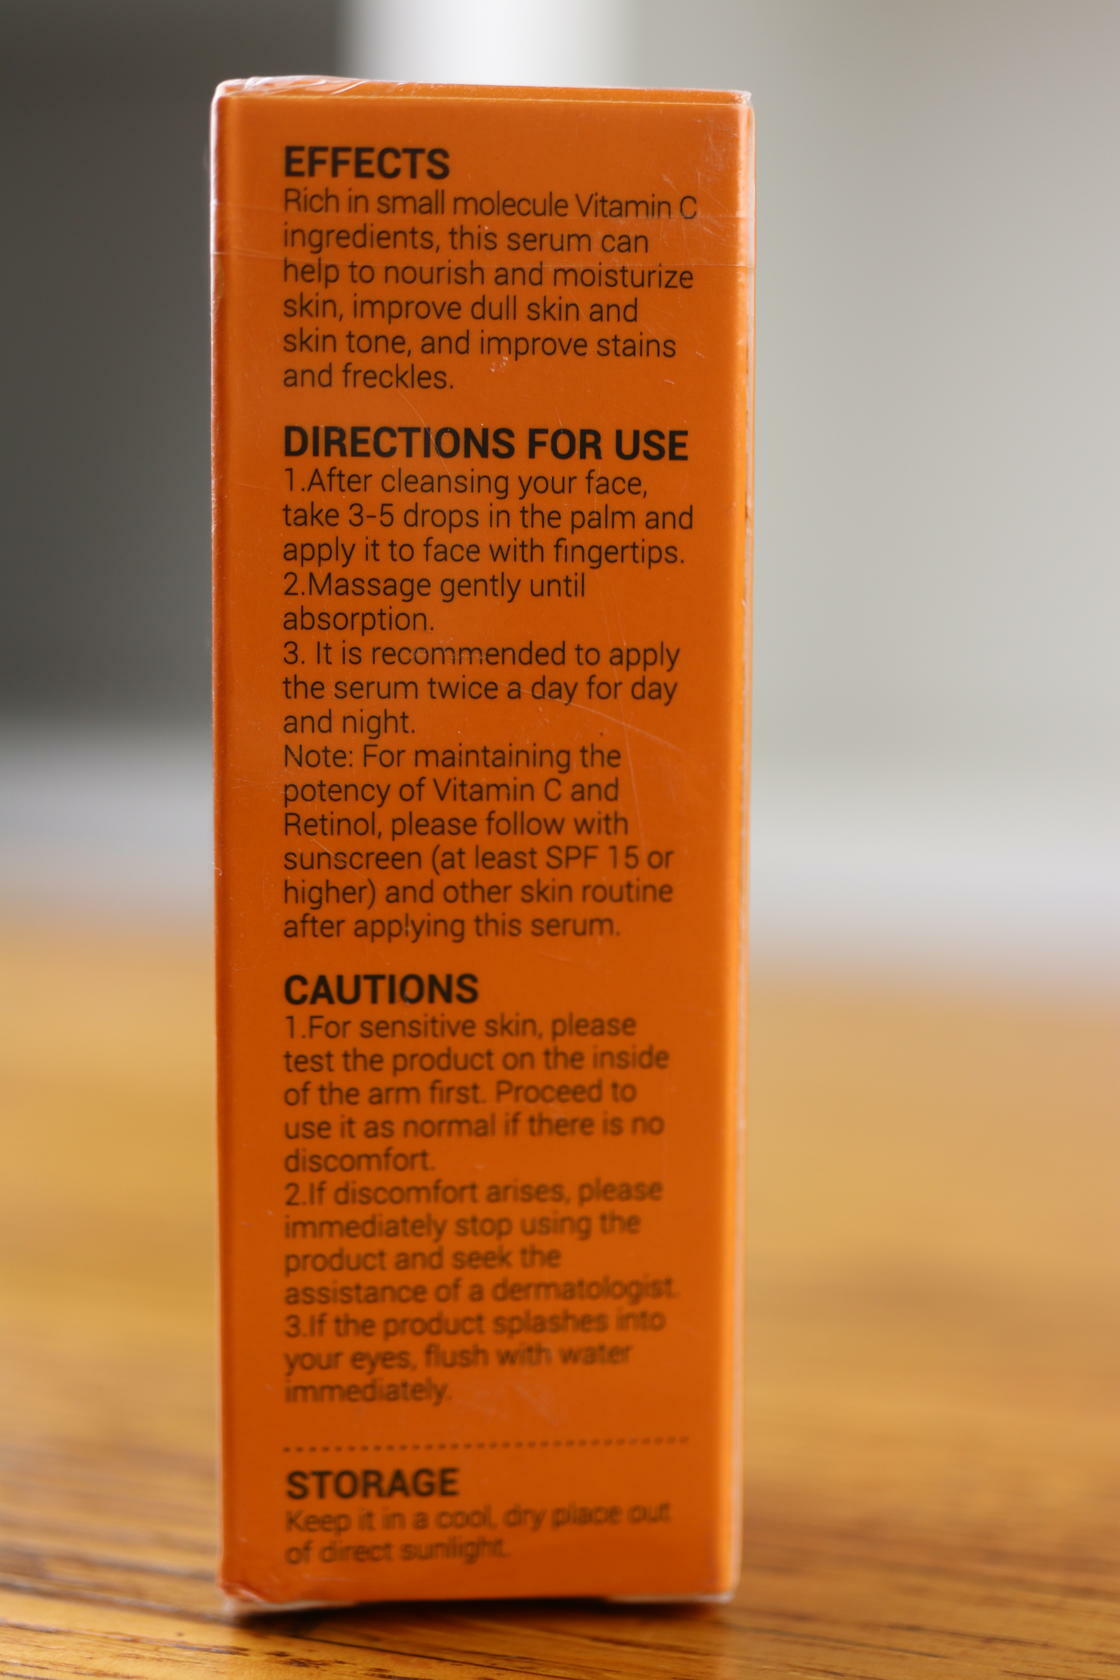 EFFECTS
Rich in small molecule Vitamin C
ingredients, this serum can
help to nourish and moisturize
skin, improve dull skin and
skin tone, and improve stains
and freckles.
DIRECTIONS FOR USE
1.After cleansing your face,
take 3-5 drops in the palm and
apply it to face with fingertips.
2.Massage gently until
absorption.
3. It is recommended to apply
the serum twice a day for day
and night.
Note: For maintaining the
potency of Vitamin C and
Retinol, please follow with
sunscreen (at least SPF 15 or
higher) and other skin routine
after applying this serum.
CAUTIONS
1.For sensitive skin, please
test the product on the inside
of the arm first. Proceed to
use it as normal if there is no
discomfort.
2.If discomfort arises, please
immediately stop using the
product and seek the
assistance of a dermatologist.
3.If the product splashes into
your eyes, flush with water
immediately.
STORAGE
Keep it in a cool, dry place out
of direct sunlight.